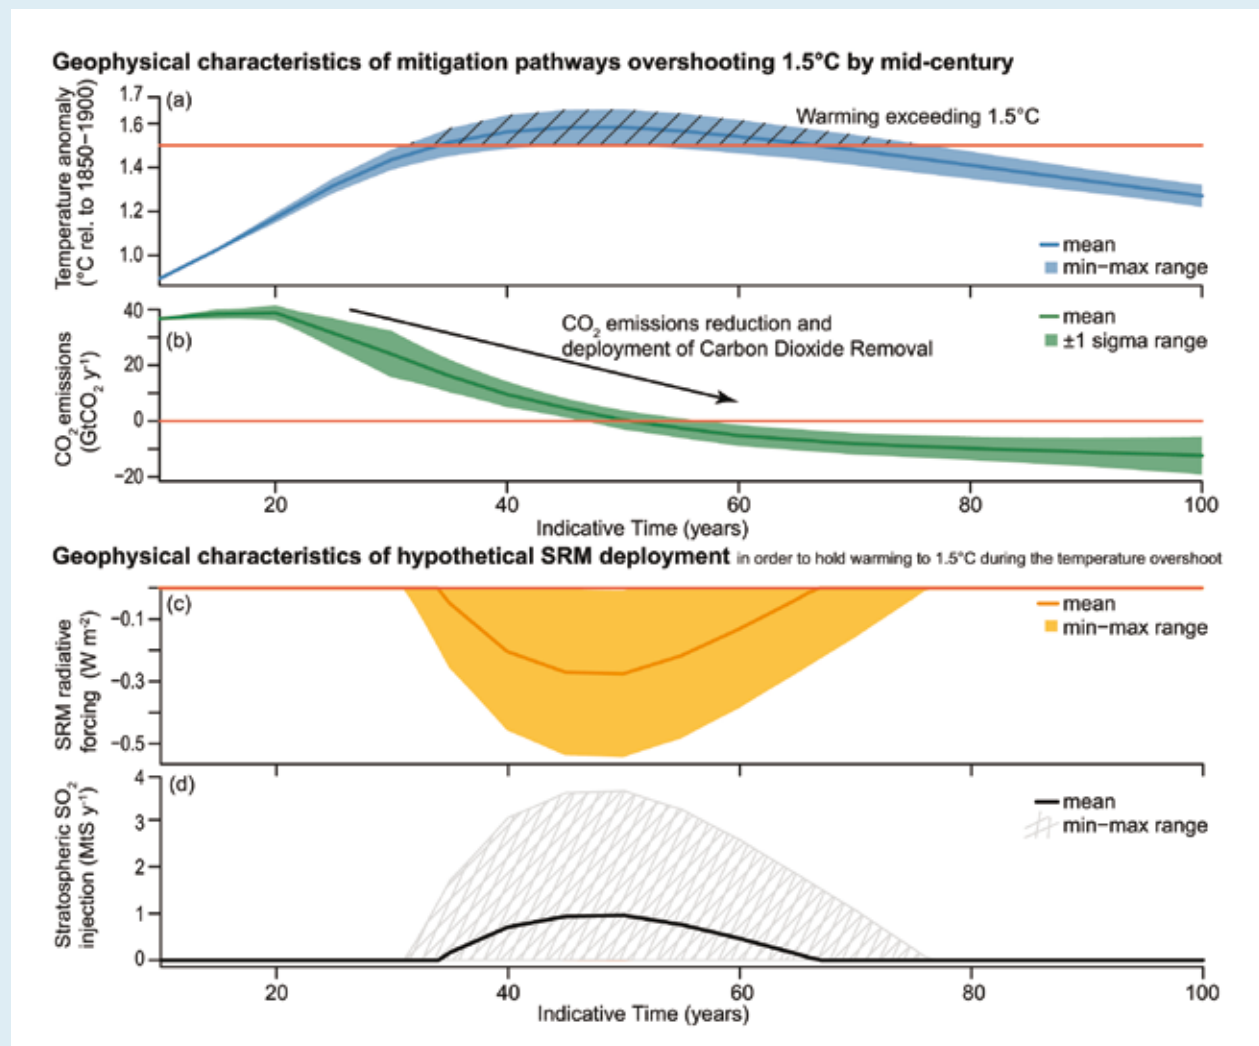 Geophysical characteristics of mitigation pathways overshooting 1.5°C by mid-century
(a)
Warming exceeding 1.5°C
Temperature anomaly
(°C rel. to 1850−1900)
1.7
1.6
1.4
1.2
1.0
mean
min−max range
(b)
CO₂ emissions reduction and
deployment of Carbon Dioxide Removal
CO₂ emissions
(GtCO₂ y⁻¹)
40
20
0
−20
mean
±1 sigma range
20 40 60 80 100
Indicative Time (years)
Geophysical characteristics of hypothetical SRM deployment in order to hold warming to 1.5°C during the temperature overshoot
(c)
SRM radiative
forcing (W m⁻²)
−0.1
−0.3
−0.5
mean
min−max range
(d)
Stratospheric SO₂
injection (MtS y⁻¹)
4
3
2
1
0
mean
min−max range
20 40 60 80 100
Indicative Time (years)